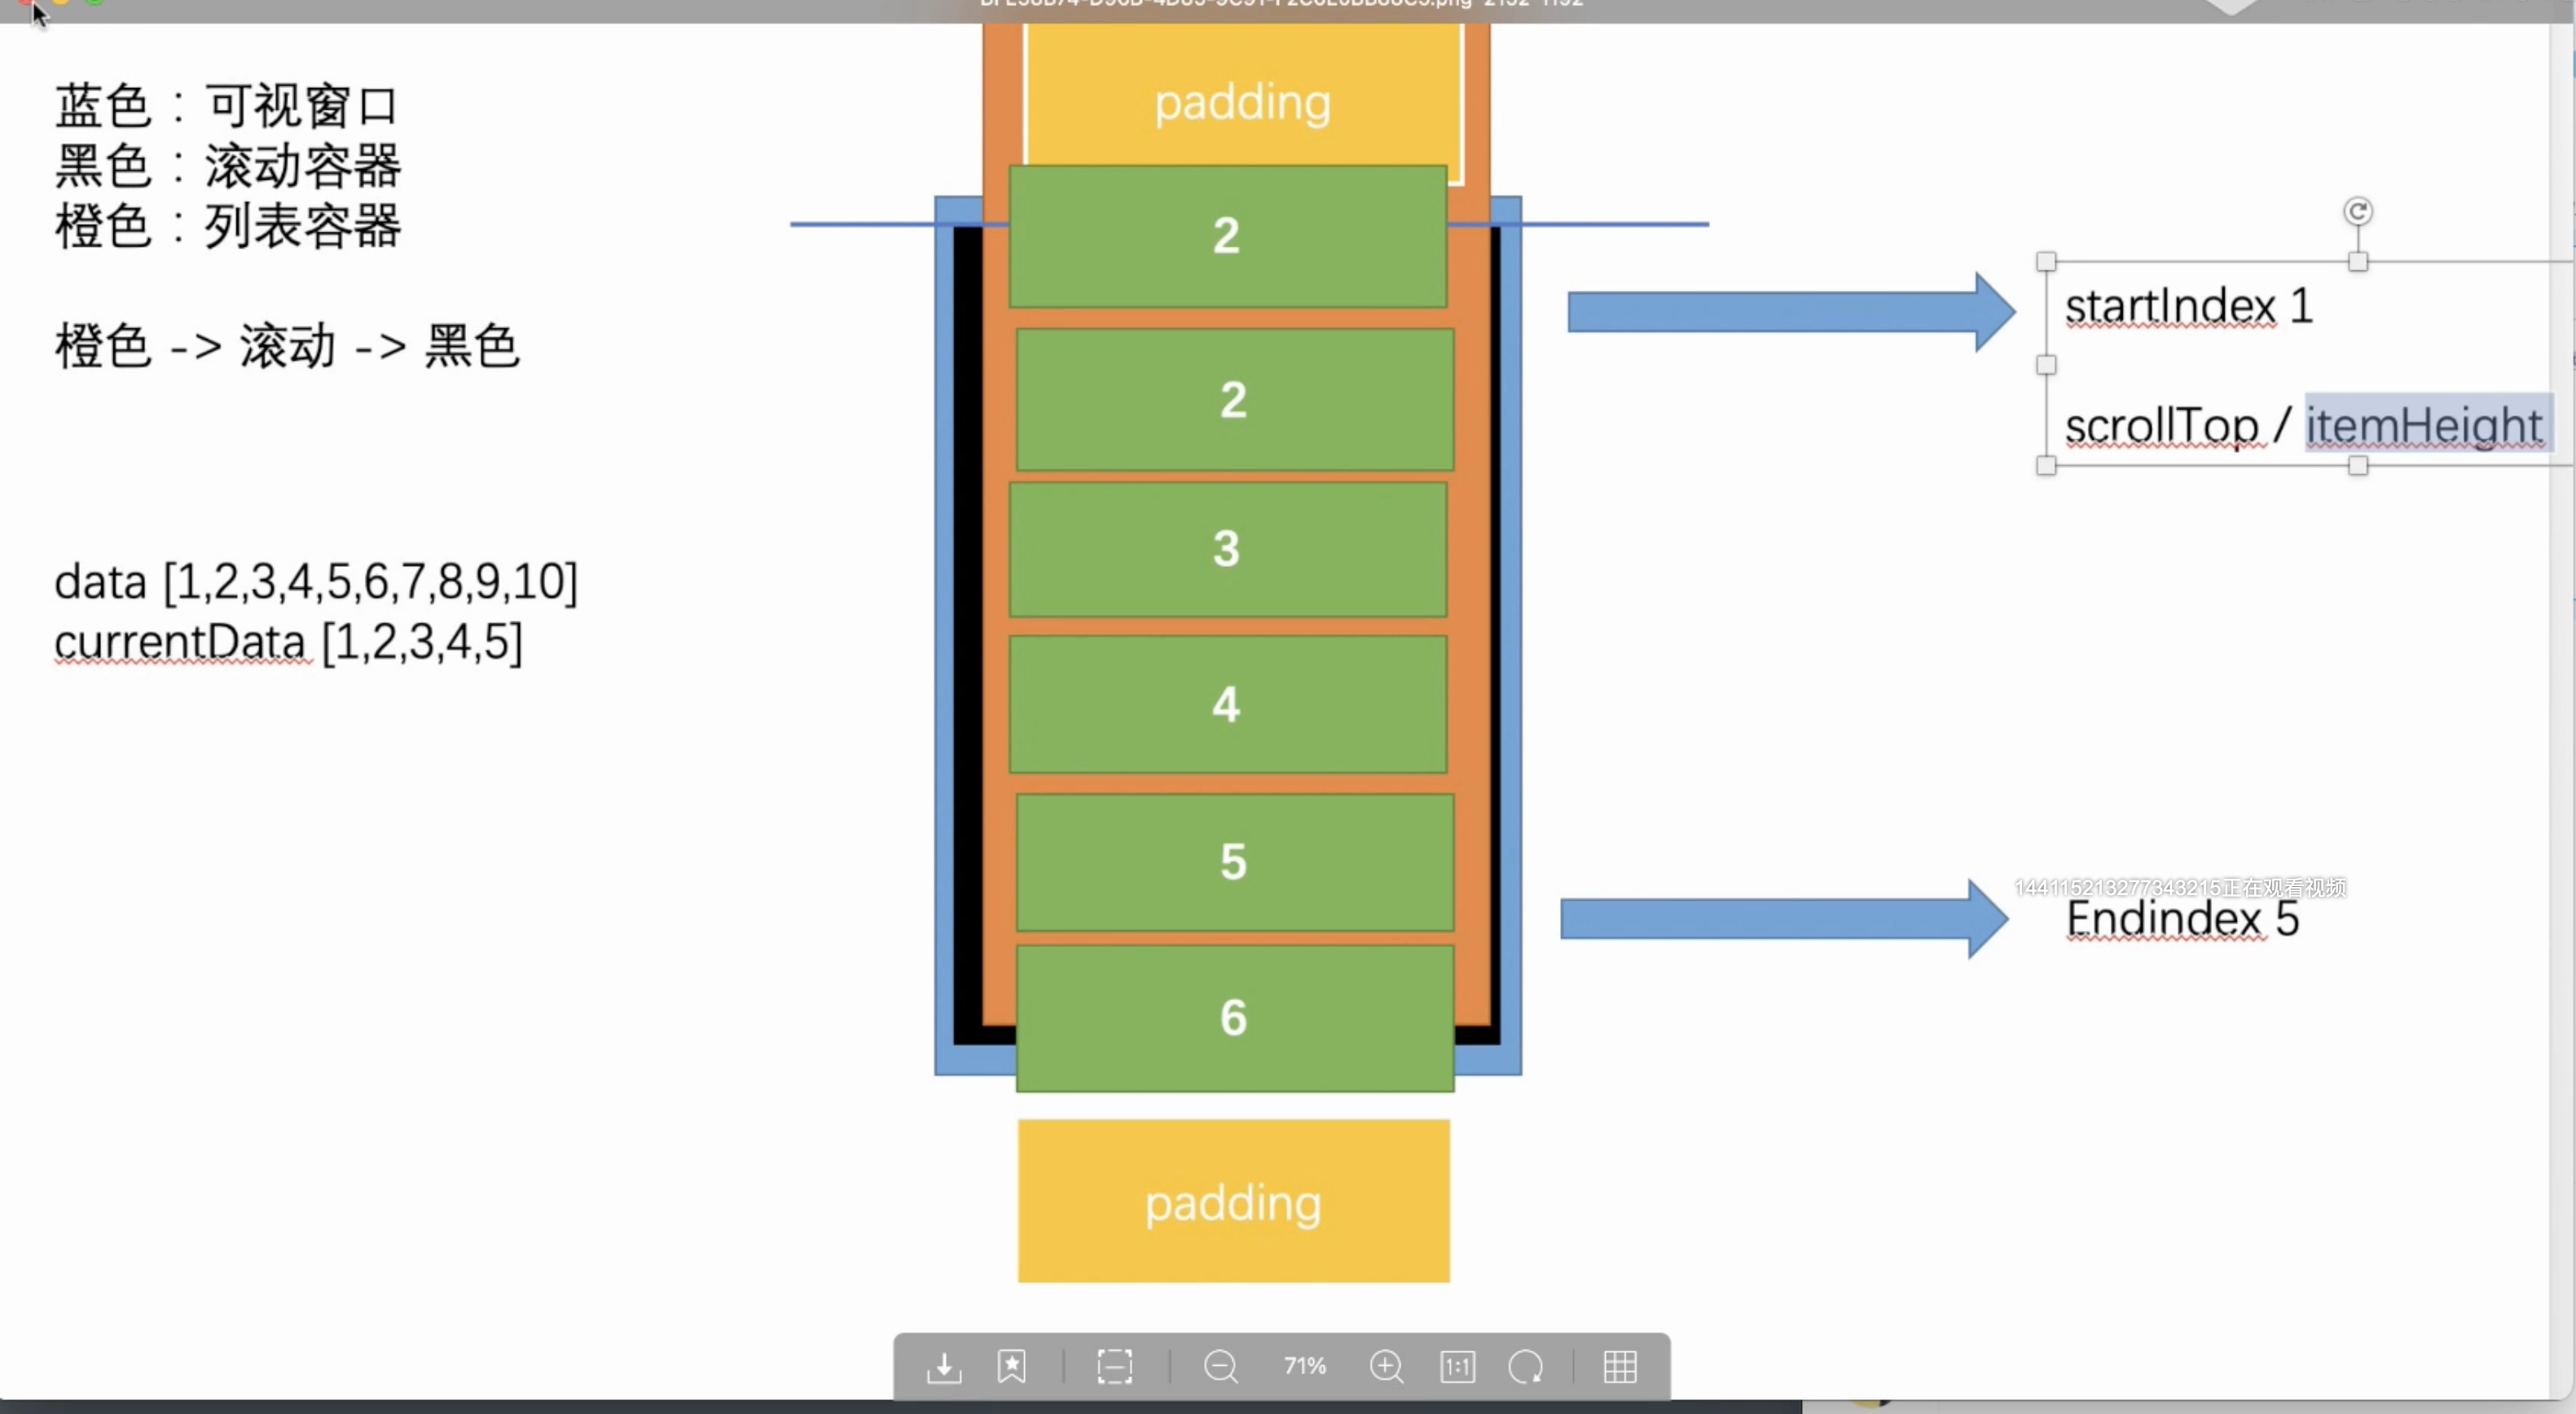 蓝色：可视窗口
黑色：滚动容器
橙色：列表容器
橙色 -> 滚动 -> 黑色
data [1,2,3,4,5,6,7,8,9,10]
currentData [1,2,3,4,5]
padding
2
2
3
4
5
6
padding
startIndex 1
scrollTop / itemHeight
144115213277343215正在观看视频
Endindex 5
71%
1:1